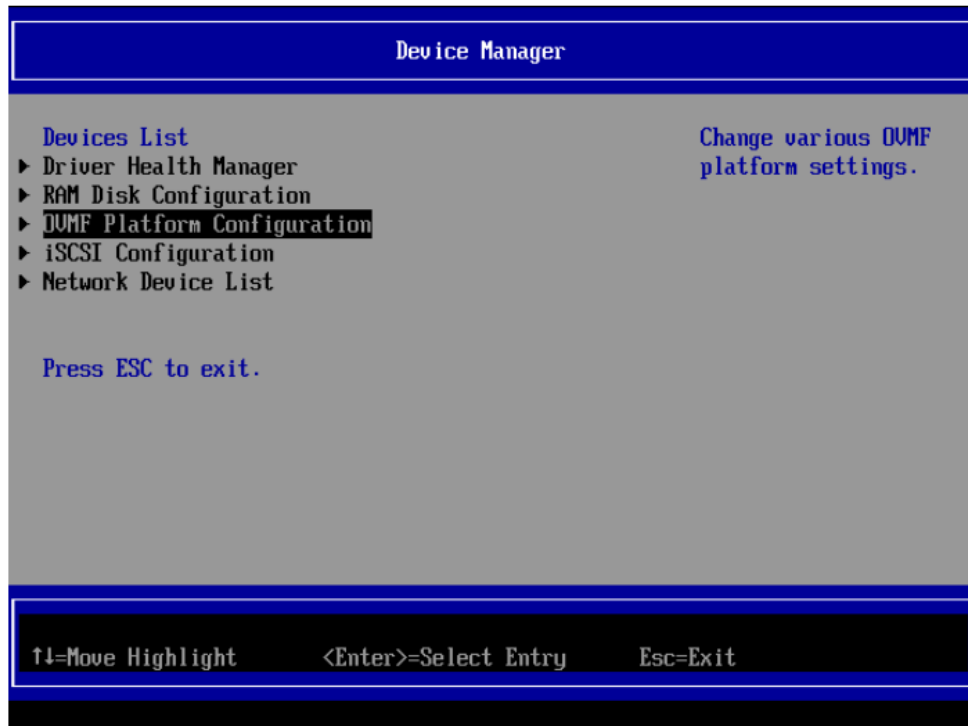 Device Manager
Devices List
▶ Driver Health Manager
▶ RAM Disk Configuration
▶ OVMF Platform Configuration
▶ iSCSI Configuration
▶ Network Device List
Press ESC to exit.
Change various OVMF
platform settings.
↑↓=Move Highlight <Enter>=Select Entry Esc=Exit